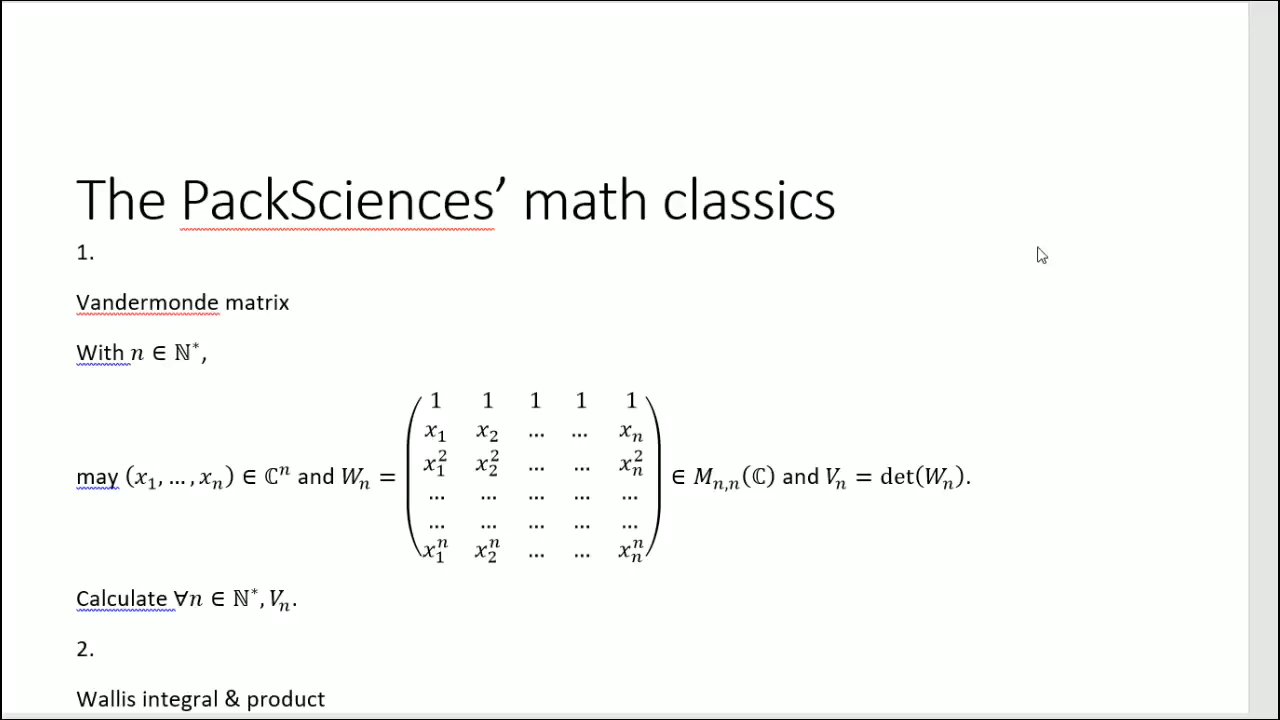 The PackSciences’ math classics
1.
Vandermonde matrix
With n ∈ ℕ*,
may (x₁, … , xₙ) ∈ ℂⁿ and Wₙ = ( 1 1 1 1 1
x₁ x₂ … … xₙ
x₁² x₂² … … xₙ²
… … … … …
… … … … …
x₁ⁿ x₂ⁿ … … xₙⁿ ) ∈ Mₙ,ₙ(ℂ) and Vₙ = det(Wₙ).
Calculate ∀n ∈ ℕ*, Vₙ.
2.
Wallis integral & product